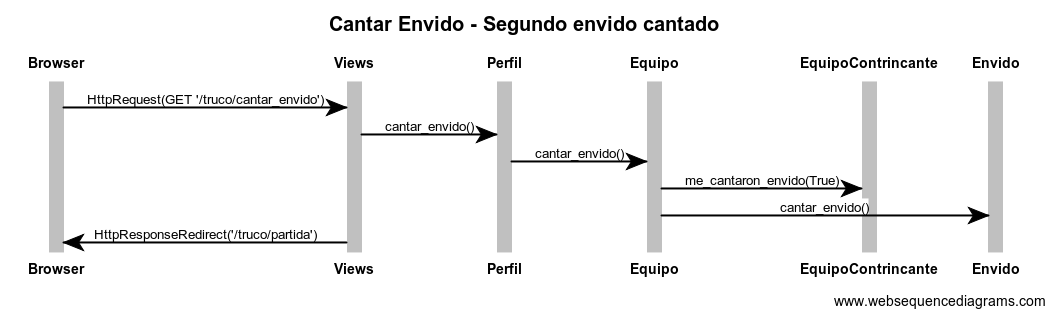 Cantar Envido - Segundo envido cantado
Browser Views Perfil Equipo EquipoContrincante Envido
HttpRequest(GET '/truco/cantar_envido')
cantar_envido()
cantar_envido()
me_cantaron_envido(True)
cantar_envido()
HttpResponseRedirect('/truco/partida')
Browser Views Perfil Equipo EquipoContrincante Envido
www.websequencediagrams.com